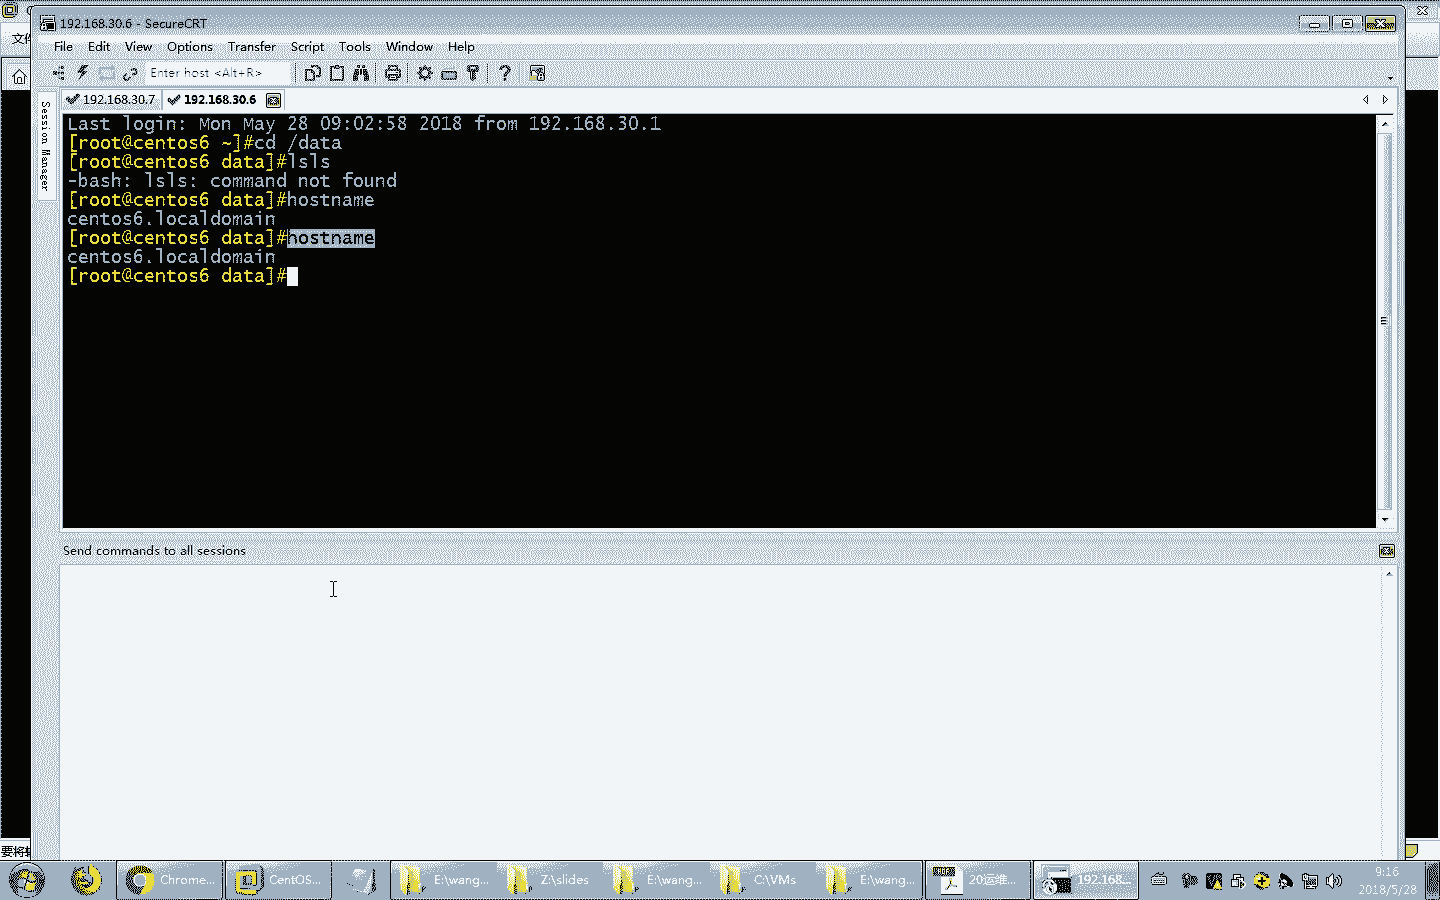 192.168.30.6 - SecureCRT
文件
File Edit View Options Transfer Script Tools Window Help
Enter host <Alt+R>
192.168.30.7 192.168.30.6
Session Manager
Last login: Mon May 28 09:02:58 2018 from 192.168.30.1
[root@centos6 ~]#cd /data
[root@centos6 data]#lsls
-bash: lsls: command not found
[root@centos6 data]#hostname
centos6.localdomain
[root@centos6 data]#hostname
centos6.localdomain
[root@centos6 data]#
Send commands to all sessions
要将
Chrome... CentOS... E:\wang... Z:\slides E:\wang... C:\VMs E:\wang... 20运维... 192.168...
9:16
2018/5/28